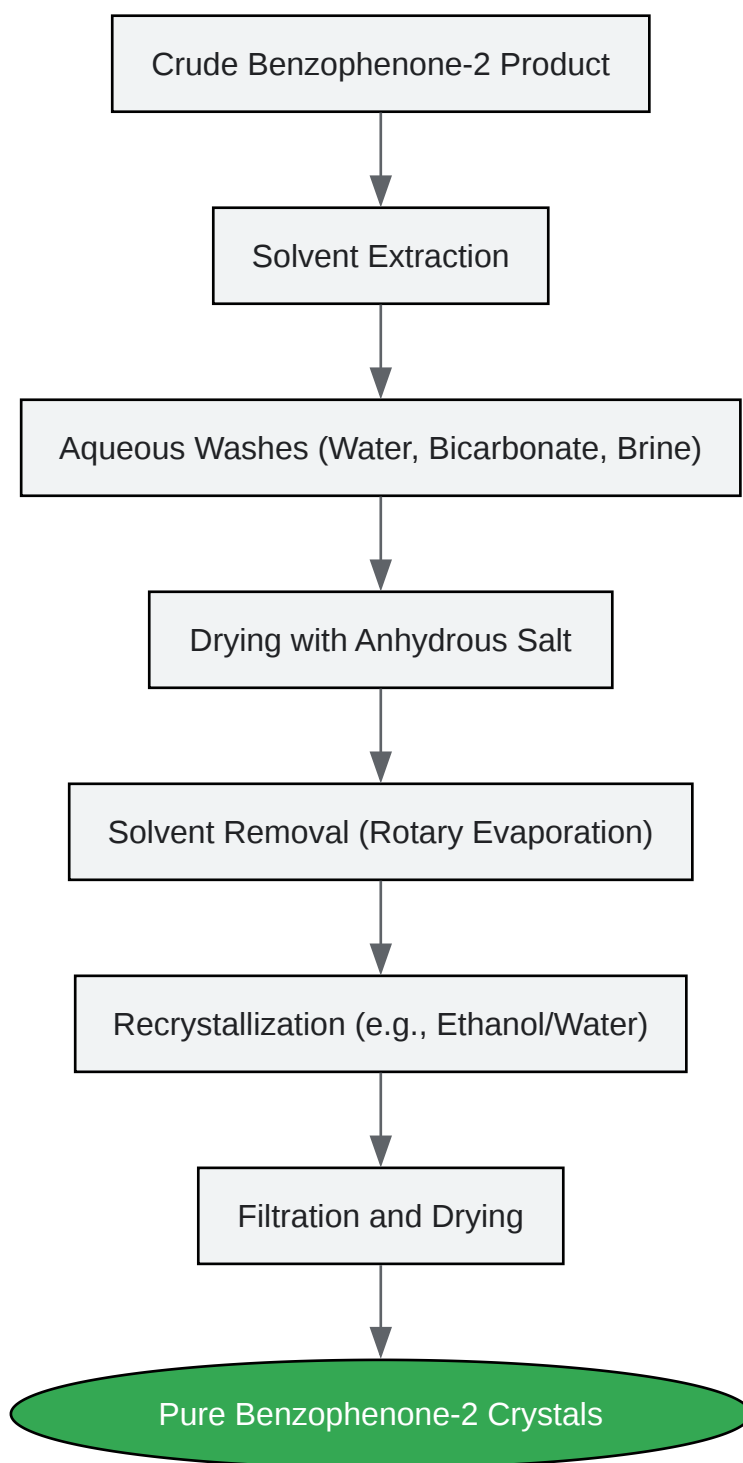 Crude Benzophenone-2 Product
Solvent Extraction
Aqueous Washes (Water, Bicarbonate, Brine)
Drying with Anhydrous Salt
Solvent Removal (Rotary Evaporation)
Recrystallization (e.g., Ethanol/Water)
Filtration and Drying
Pure Benzophenone-2 Crystals